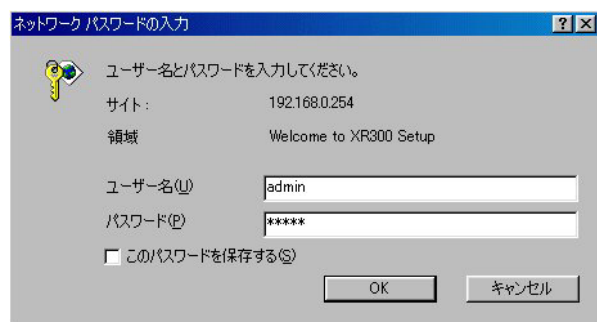 ネットワーク パスワードの入力
ユーザー名とパスワードを入力してください。
サイト: 192.168.0.254
領域 Welcome to XR300 Setup
ユーザー名(U) admin
パスワード(P) *****
このパスワードを保存する(S)
OK キャンセル